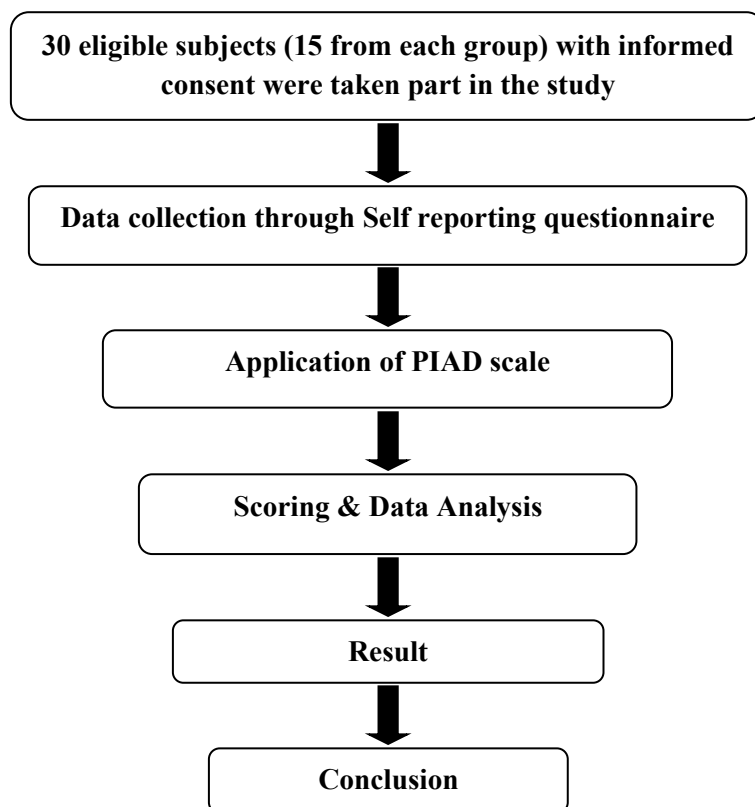 30 eligible subjects (15 from each group) with informed
consent were taken part in the study
Data collection through Self reporting questionnaire
Application of PIAD scale
Scoring & Data Analysis
Result
Conclusion